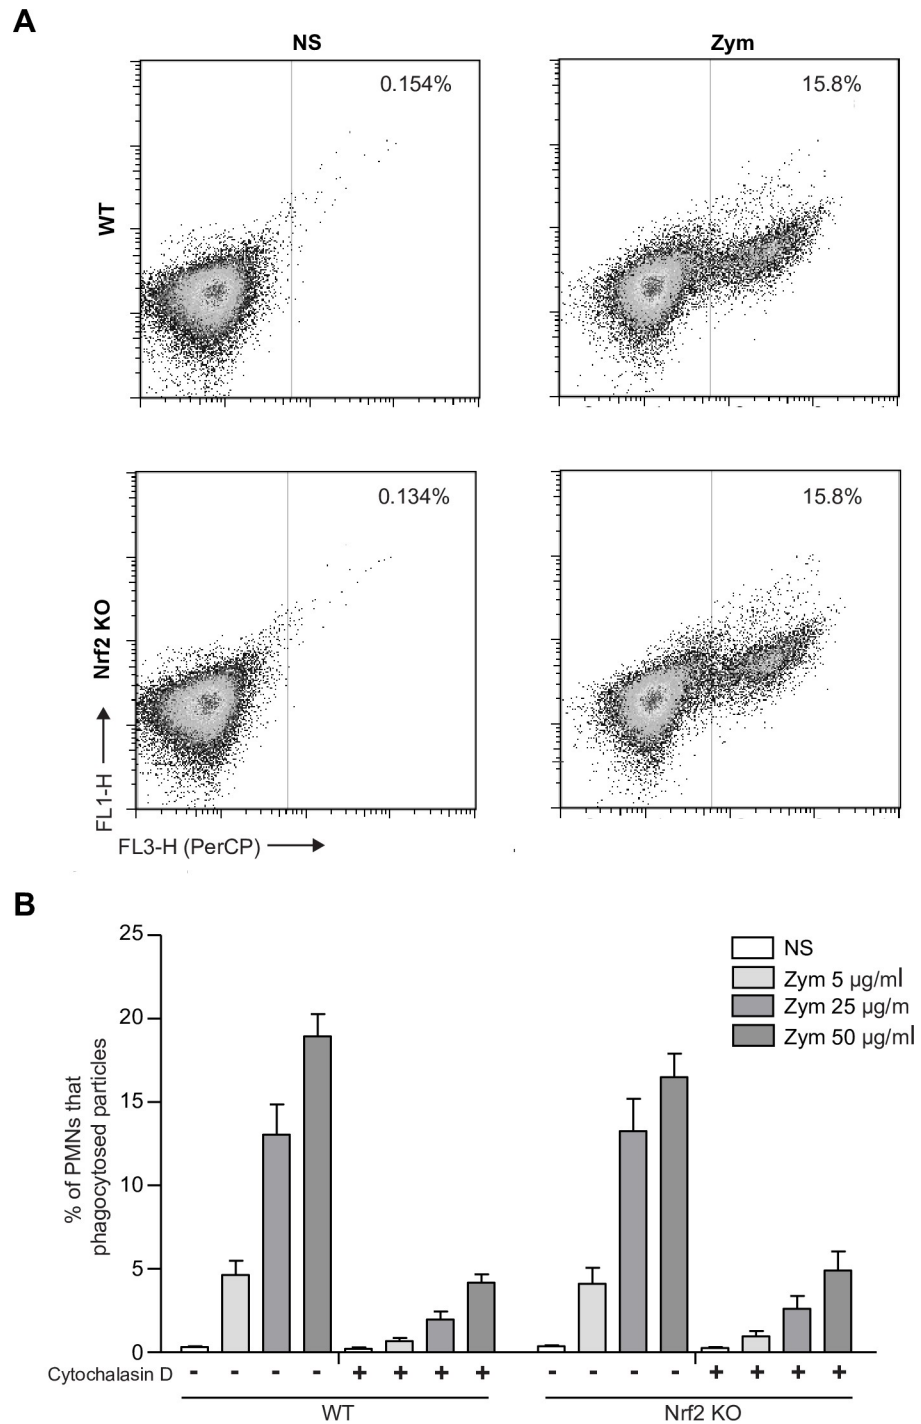 A
NS
Zym
0.154%
15.8%
WT
0.134%
15.8%
Nrf2 KO
FL1-H
FL3-H (PerCP)
B
25
20
15
10
5
0
% of PMNs that
phagocytosed particles
NS
Zym 5 µg/ml
Zym 25 µg/m
Zym 50 µg/ml
Cytochalasin D - - - - + + + + - - - - + + + +
WT
Nrf2 KO